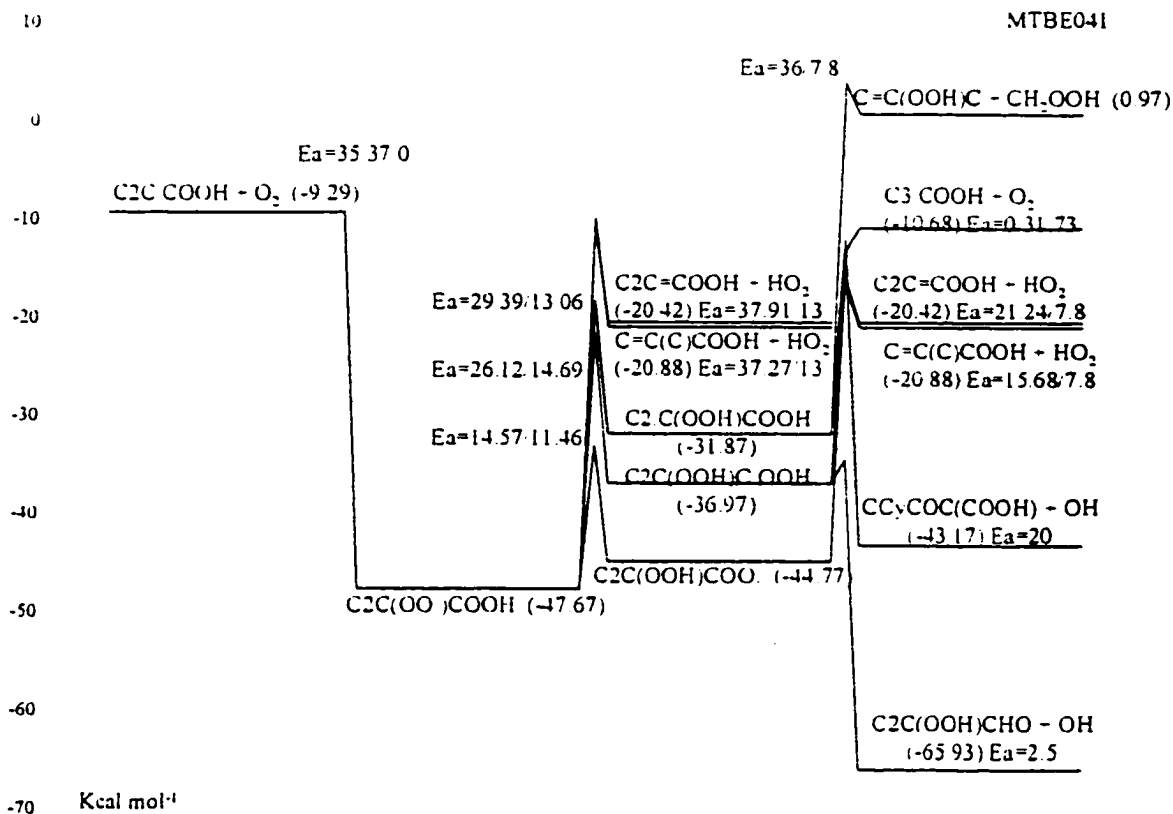 10
MTBE041
Ea=36/7.8
C=C(OOH)C - CH2OOH (0.97)
0
Ea=35.37 0
C2C.COOH - O2 (-9.29)
C3.COOH - O2
-10
(-10.68) Ea=0/31.73
C2C=COOH - HO2
C2C=COOH - HO2
Ea=29.39/13.06
(-20.42) Ea=37.91/13
(-20.42) Ea=21.24/7.8
-20
C=C(C)COOH - HO2
C=C(C)COOH - HO2
Ea=26.12/14.69
(-20.88) Ea=37.27/13
(-20.88) Ea=15.68/7.8
-30
C2.C(OOH)COOH
Ea=14.57/11.46
(-31.87)
C2C(OOH)C.OOH
(-36.97)
-40
CCyCOC(COOH) - OH
(-43.17) Ea=20
C2C(OOH)COO. (-44.77
-50
C2C(OO.)COOH (-47.67)
-60
C2C(OOH)CHO - OH
(-65.93) Ea=2.5
-70
Kcal mol-1